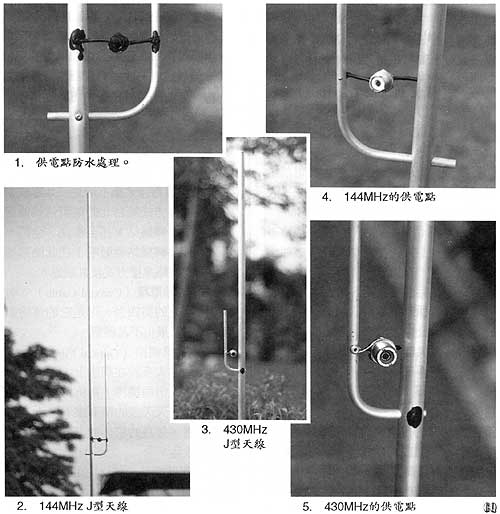 1. 供電點防水處理。
4. 144MHz的供電點
3. 430MHz
J型天線
2. 144MHz J型天線
5. 430MHz的供電點